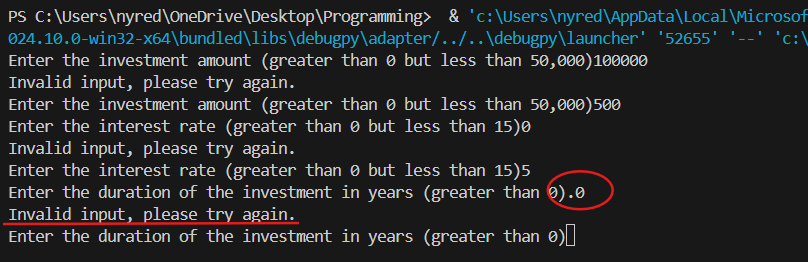 PS C:\Users\nyred\OneDrive\Desktop\Programming>  & 'c:\Users\nyred\AppData\Local\Microsof
024.10.0-win32-x64\bundled\libs\debugpy\adapter/../..\debugpy\launcher' '52655' '--' 'c:\
Enter the investment amount (greater than 0 but less than 50,000)100000
Invalid input, please try again.
Enter the investment amount (greater than 0 but less than 50,000)500
Enter the interest rate (greater than 0 but less than 15)0
Invalid input, please try again.
Enter the interest rate (greater than 0 but less than 15)5
Enter the duration of the investment in years (greater than 0).0
Invalid input, please try again.
Enter the duration of the investment in years (greater than 0)